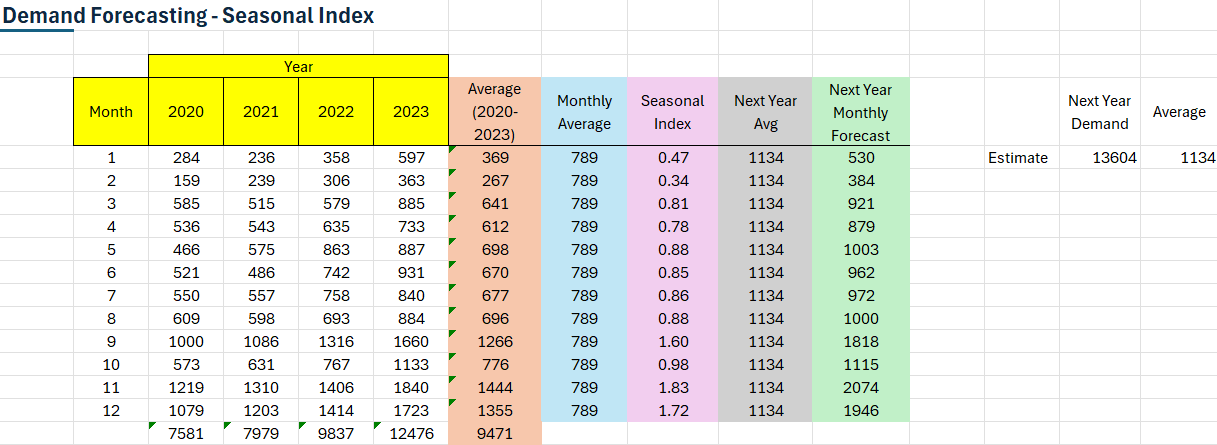 Demand Forecasting - Seasonal Index
Year
Month 2020 2021 2022 2023 Average (2020-2023) Monthly Average Seasonal Index Next Year Avg Next Year Monthly Forecast Next Year Demand Average
1 284 236 358 597 369 789 0.47 1134 530 Estimate 13604 1134
2 159 239 306 363 267 789 0.34 1134 384
3 585 515 579 885 641 789 0.81 1134 921
4 536 543 635 733 612 789 0.78 1134 879
5 466 575 863 887 698 789 0.88 1134 1003
6 521 486 742 931 670 789 0.85 1134 962
7 550 557 758 840 677 789 0.86 1134 972
8 609 598 693 884 696 789 0.88 1134 1000
9 1000 1086 1316 1660 1266 789 1.60 1134 1818
10 573 631 767 1133 776 789 0.98 1134 1115
11 1219 1310 1406 1840 1444 789 1.83 1134 2074
12 1079 1203 1414 1723 1355 789 1.72 1134 1946
7581 7979 9837 12476 9471